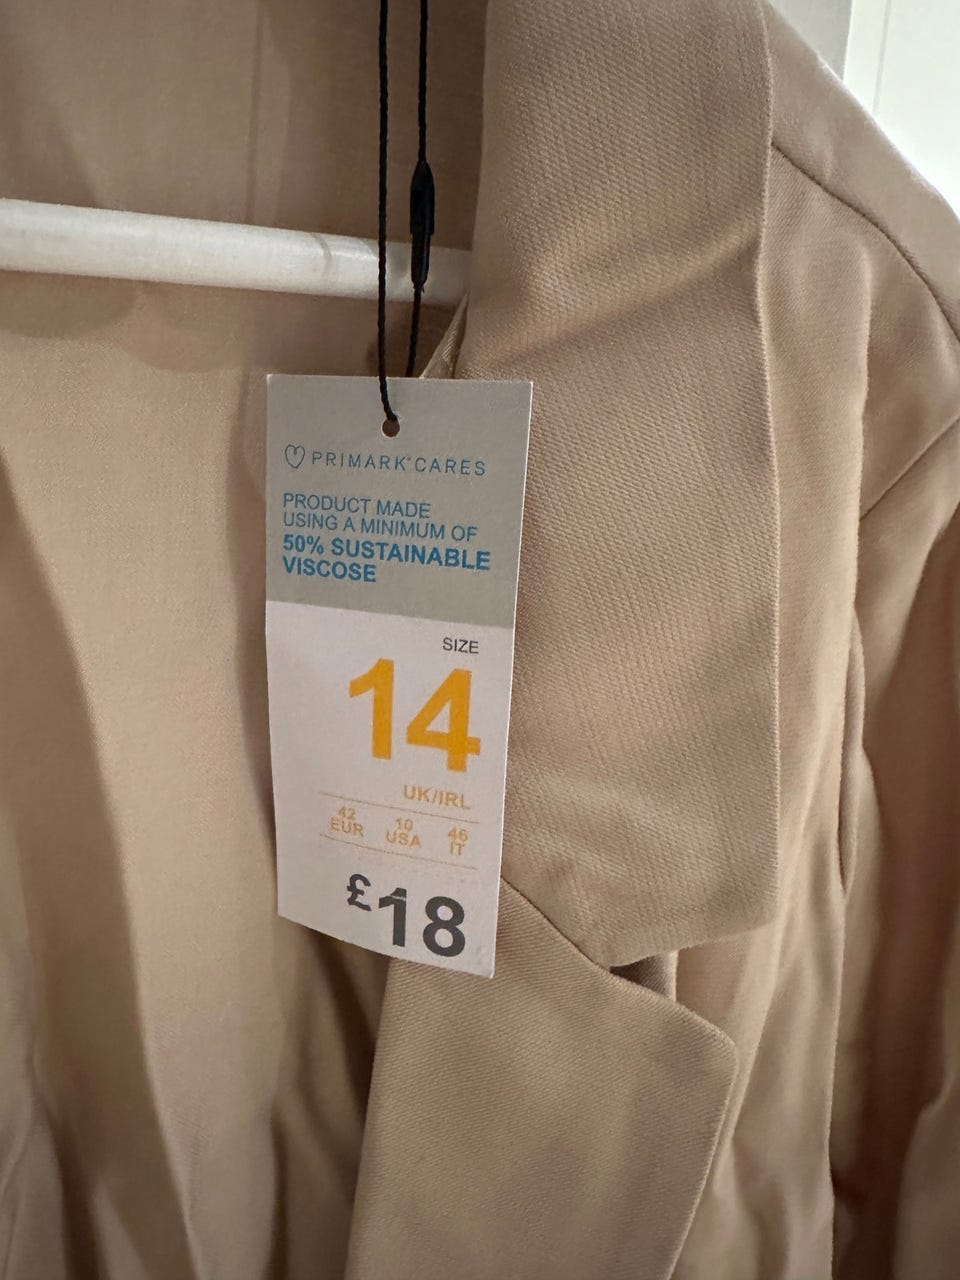 PRIMARK®CARES
PRODUCT MADE
USING A MINIMUM OF
50% SUSTAINABLE
VISCOSE
SIZE
14
UK/IRL
42 10 46
EUR USA IT
£18